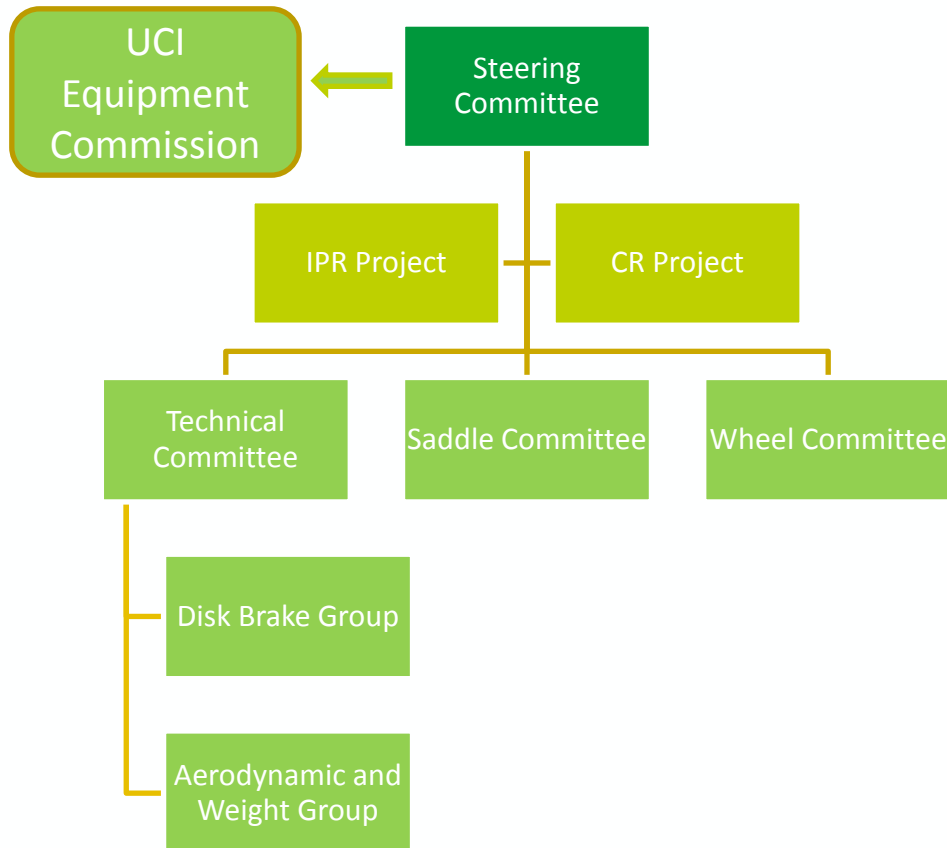 UCI
Equipment
Commission
Steering
Committee
IPR Project
CR Project
Technical
Committee
Saddle Committee
Wheel Committee
Disk Brake Group
Aerodynamic and
Weight Group